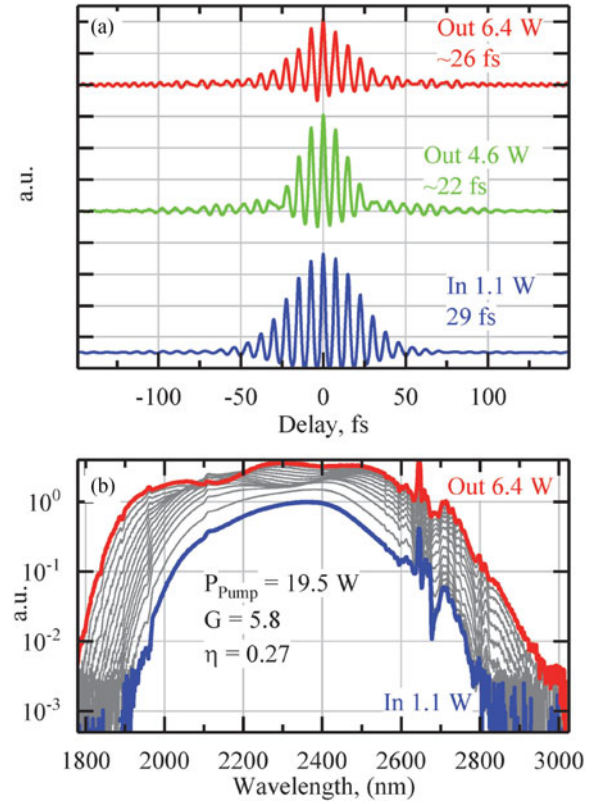 (a)
Out 6.4 W
~26 fs
Out 4.6 W
~22 fs
In 1.1 W
29 fs
a.u.
-100 -50 0 50 100
Delay, fs
(b)
Out 6.4 W
10⁰
10⁻¹
10⁻²
10⁻³
a.u.
P_Pump = 19.5 W
G = 5.8
η = 0.27
In 1.1 W
1800 2000 2200 2400 2600 2800 3000
Wavelength, (nm)